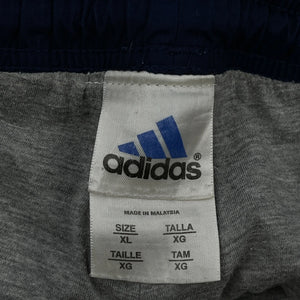 adidas®
MADE IN MALAYSIA
SIZE TALLA
XL XG
TAILLE TAM
XG XG